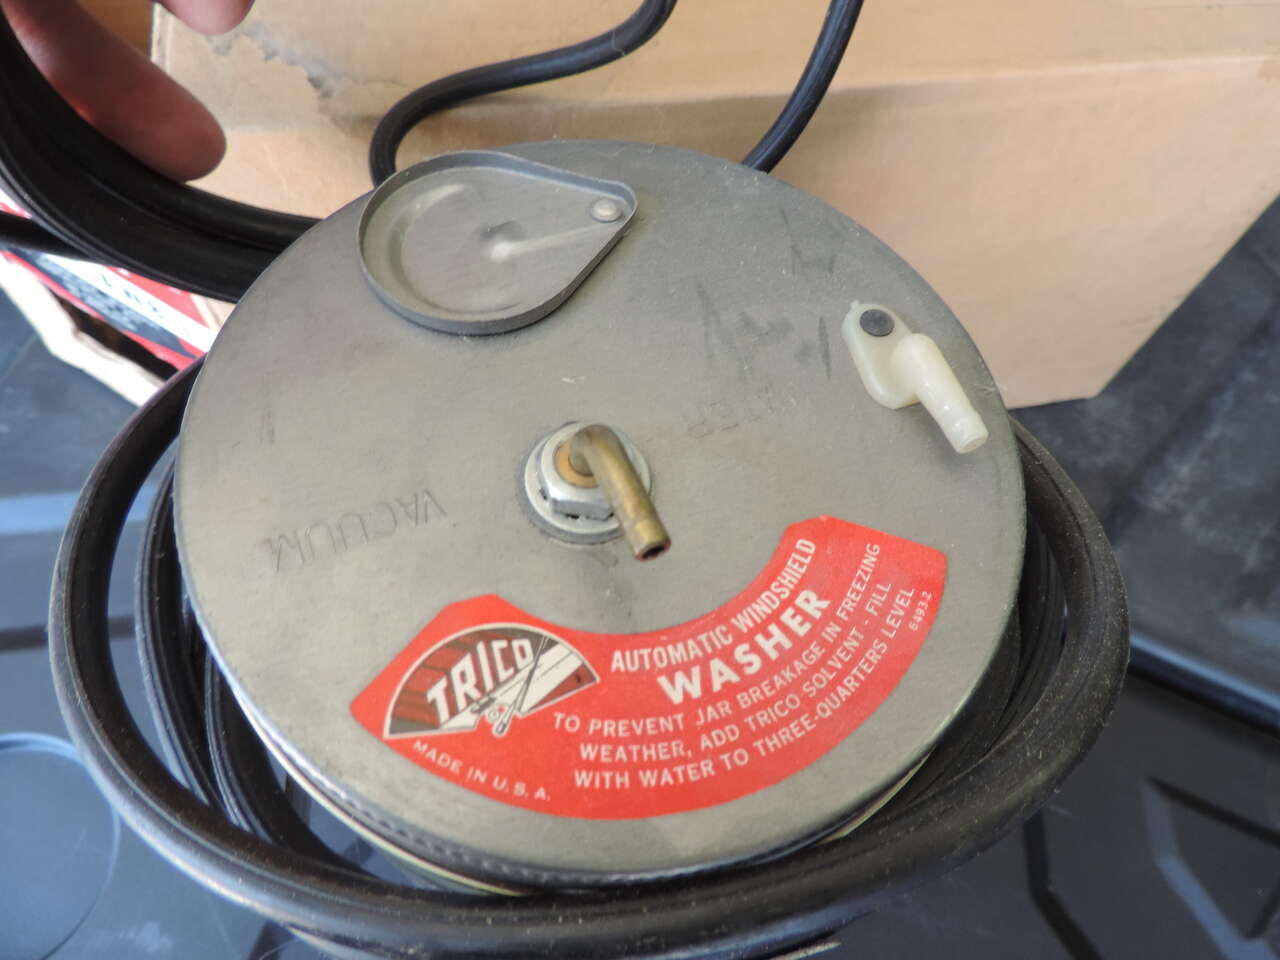 WATER
VACUUM
TRICO
MADE IN U.S.A.
AUTOMATIC WINDSHIELD
WASHER
TO PREVENT JAR BREAKAGE IN FREEZING
WEATHER, ADD TRICO SOLVENT - FILL
WITH WATER TO THREE-QUARTERS LEVEL
64932